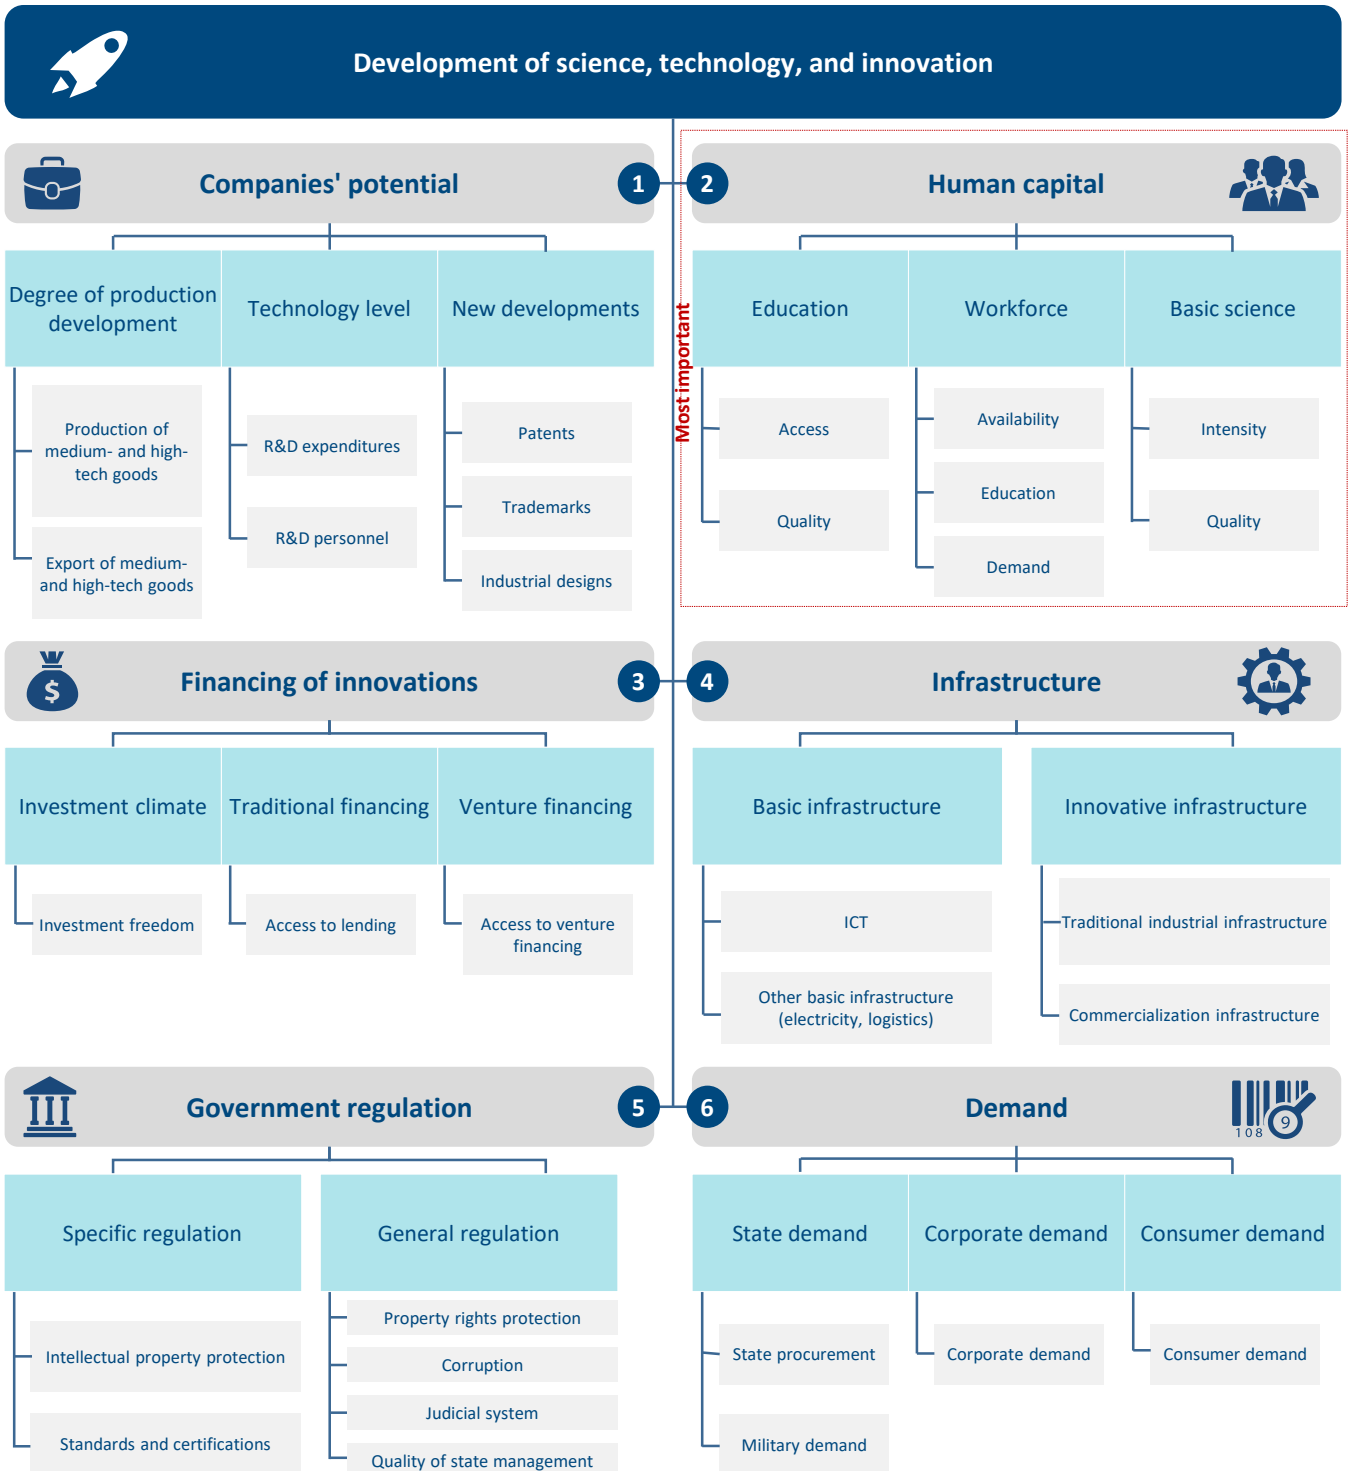 Development of science, technology, and innovation
Companies' potential
1
2
Human capital
Degree of production
development
Technology level
New developments
Production of
medium- and high-
tech goods
Export of medium-
and high-tech goods
R&D expenditures
R&D personnel
Patents
Trademarks
Industrial designs
Most important
Education
Workforce
Basic science
Access
Quality
Availability
Education
Demand
Intensity
Quality
$
Financing of innovations
3
4
Infrastructure
Investment climate
Traditional financing
Venture financing
Investment freedom
Access to lending
Access to venture
financing
Basic infrastructure
Innovative infrastructure
ICT
Other basic infrastructure
(electricity, logistics)
Traditional industrial infrastructure
Commercialization infrastructure
Government regulation
5
6
Demand
108
9
Specific regulation
General regulation
Intellectual property protection
Standards and certifications
Property rights protection
Corruption
Judicial system
Quality of state management
State demand
Corporate demand
Consumer demand
State procurement
Military demand
Corporate demand
Consumer demand